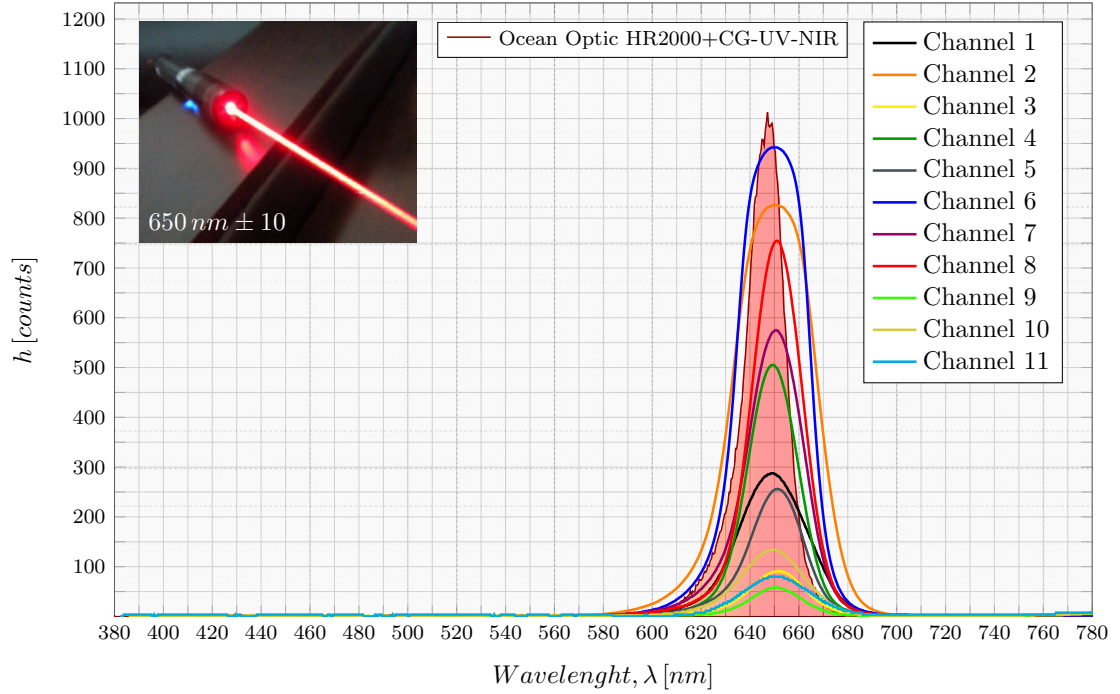 1200
1100
1000
900
800
700
600
500
400
300
200
100
h [counts]
650 nm ± 10
Ocean Optic HR2000+CG-UV-NIR
Channel 1
Channel 2
Channel 3
Channel 4
Channel 5
Channel 6
Channel 7
Channel 8
Channel 9
Channel 10
Channel 11
380 400 420 440 460 480 500 520 540 560 580 600 620 640 660 680 700 720 740 760 780
Wavelenght, λ [nm]